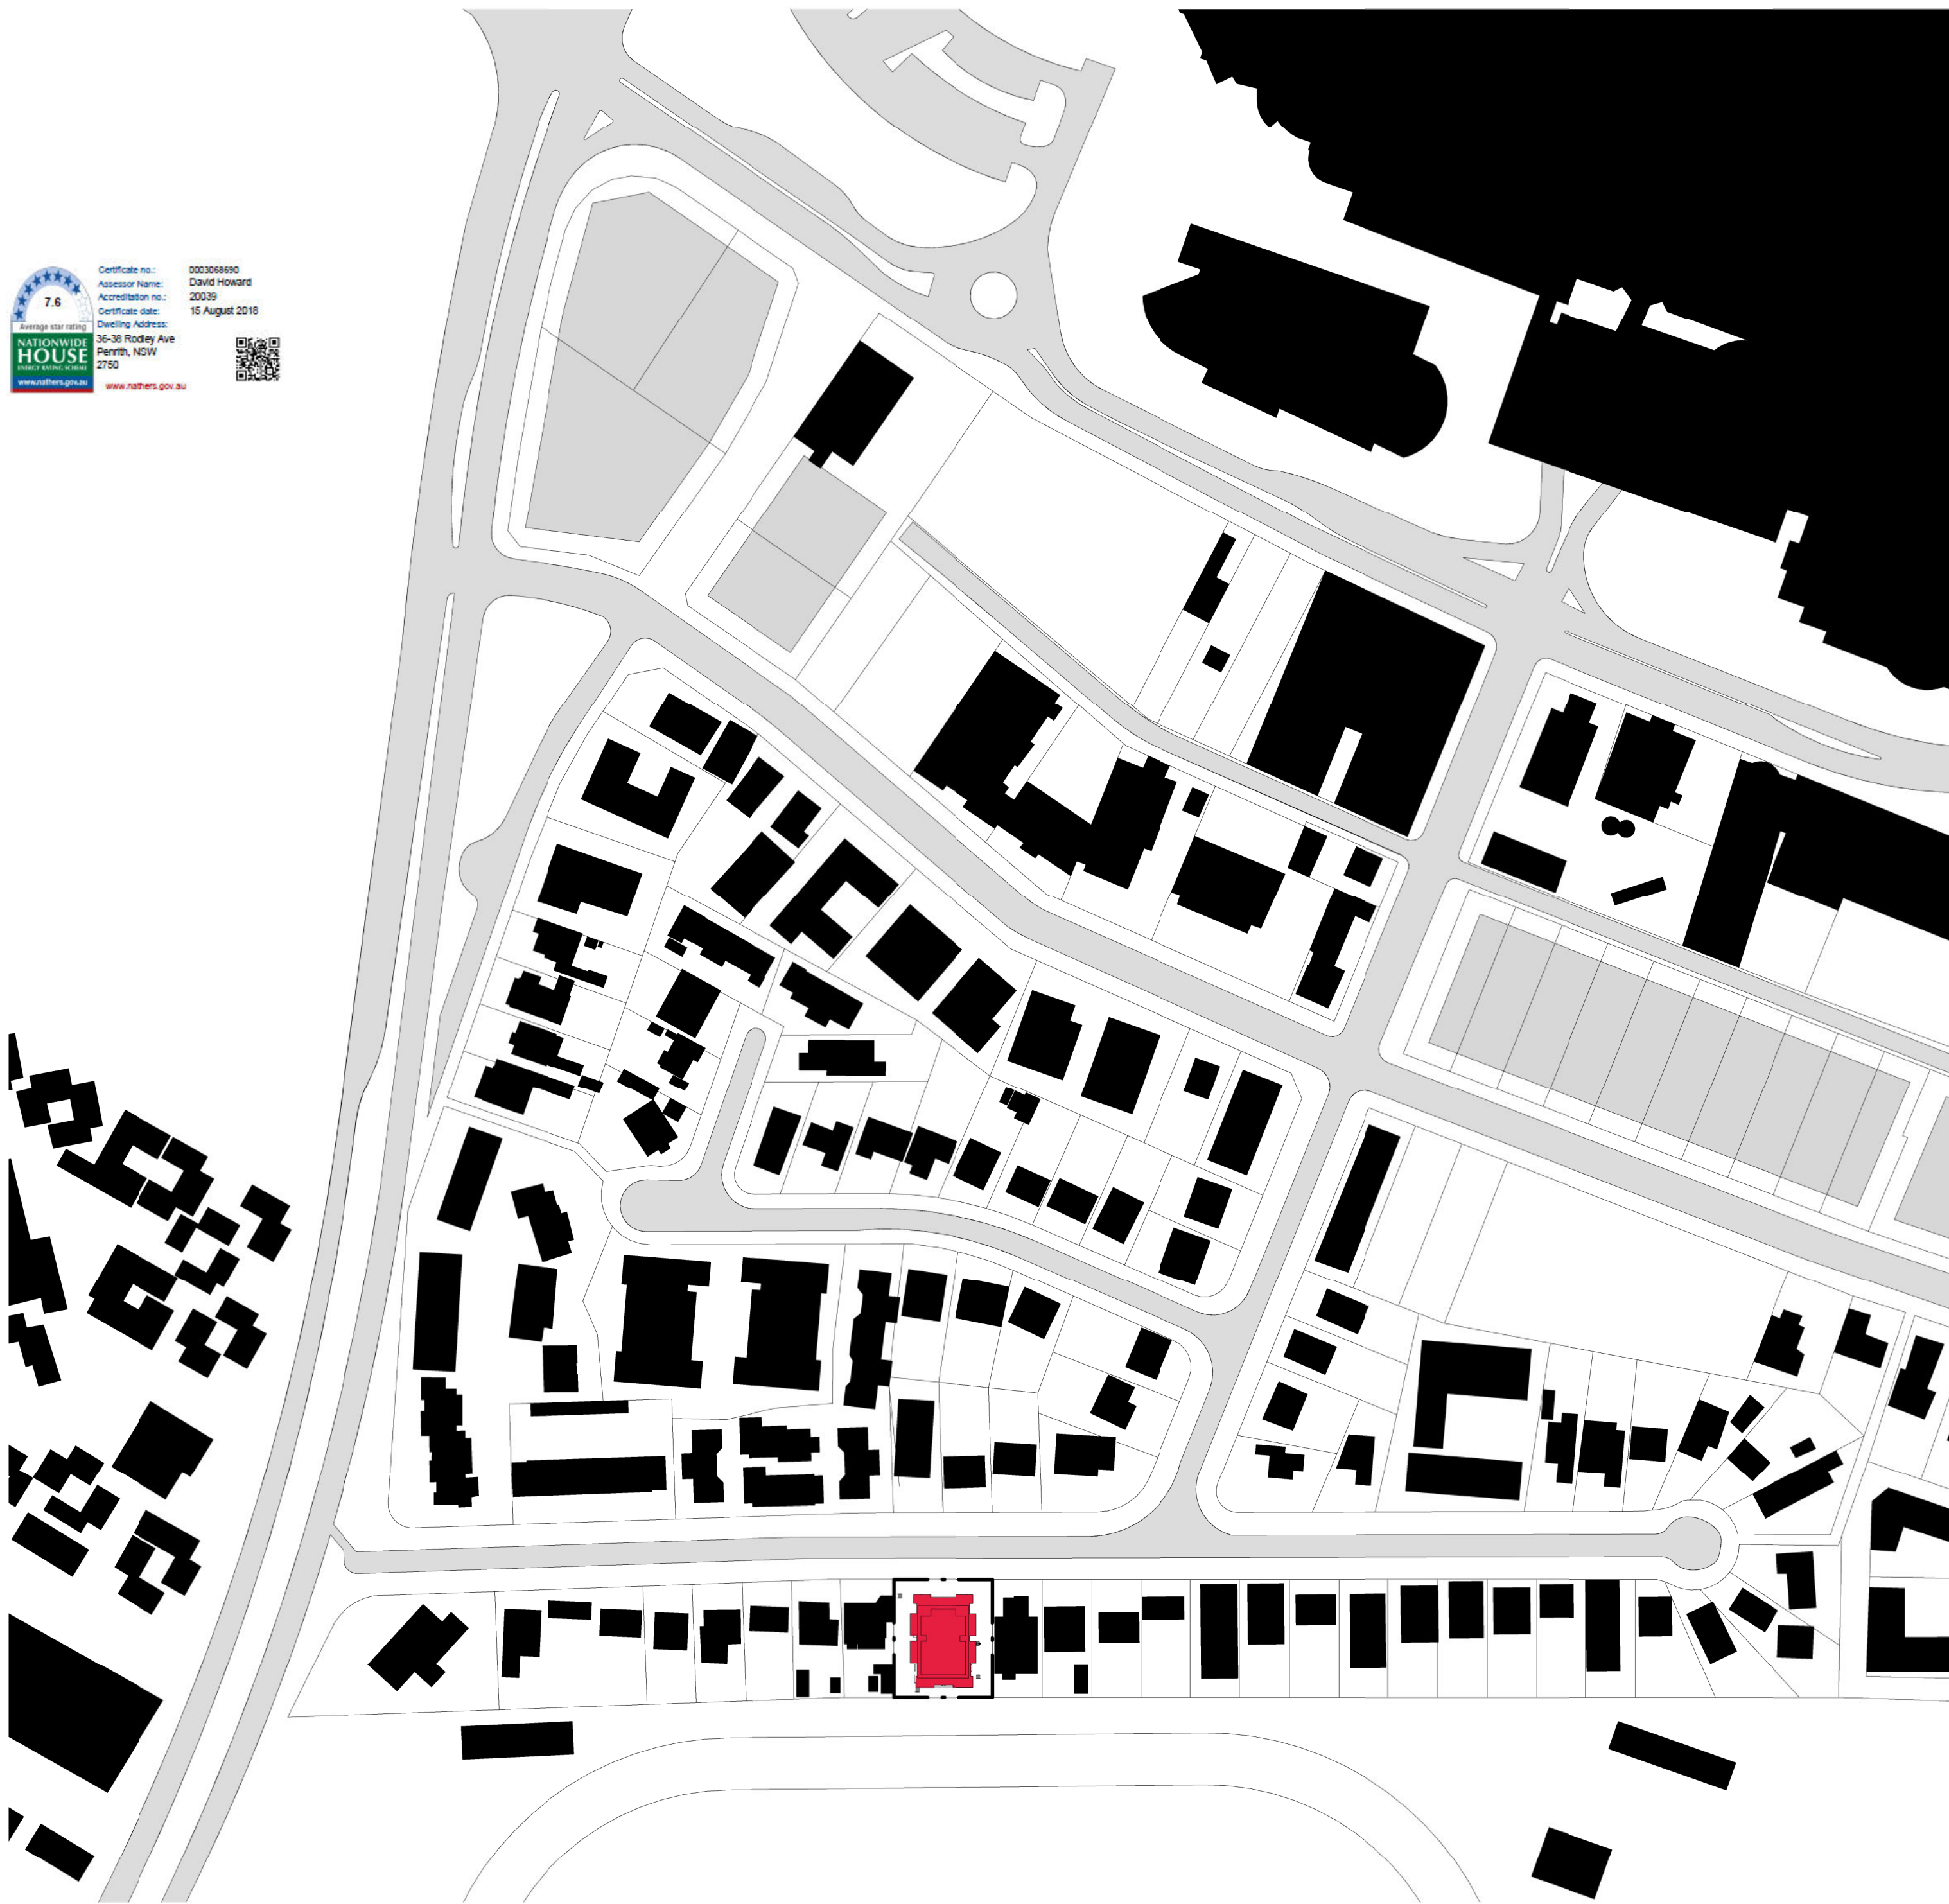 7.6
Average star rating
NATIONWIDE
HOUSE
ENERGY RATING SCHEME
www.nathers.gov.au
Certificate no.: 0003068690
Assessor Name: David Howard
Accreditation no.: 20039
Certificate date: 15 August 2018
Dwelling Address:
36-38 Rodley Ave
Penrith, NSW
2750
www.nathers.gov.au